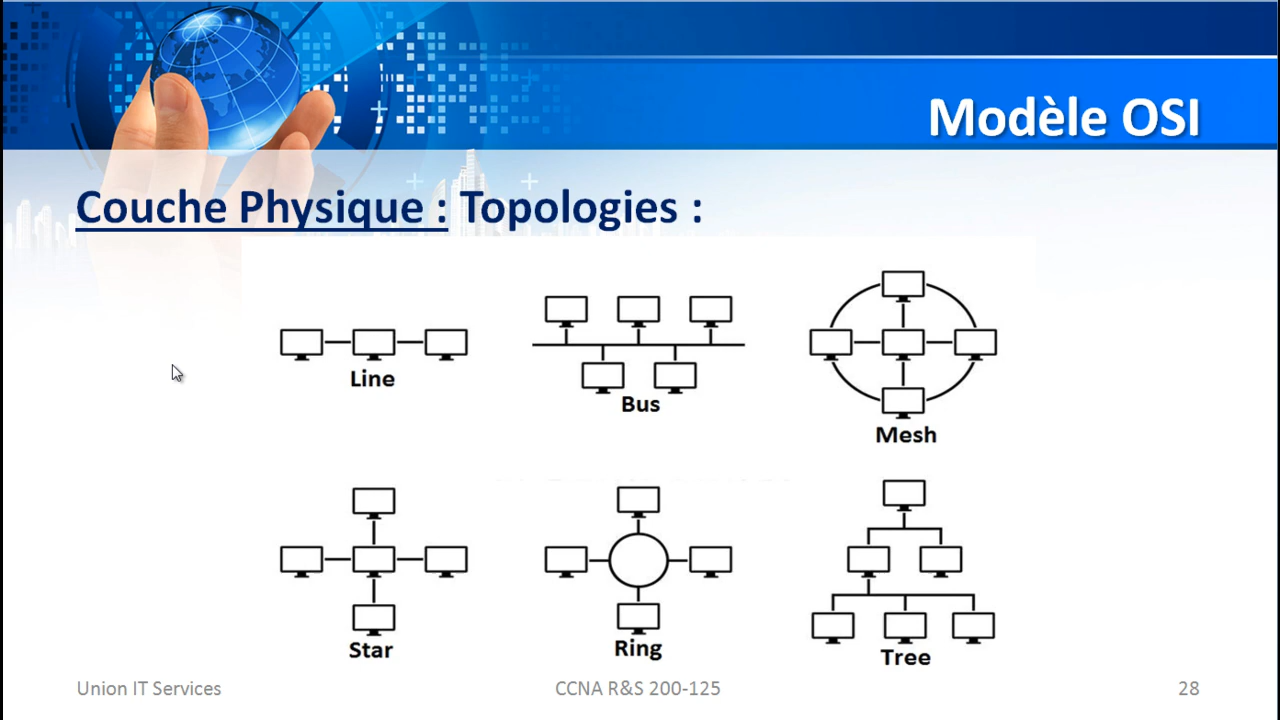 Modèle OSI
Couche Physique : Topologies :
Line
Bus
Mesh
Star
Ring
Tree
Union IT Services
CCNA R&S 200-125
28